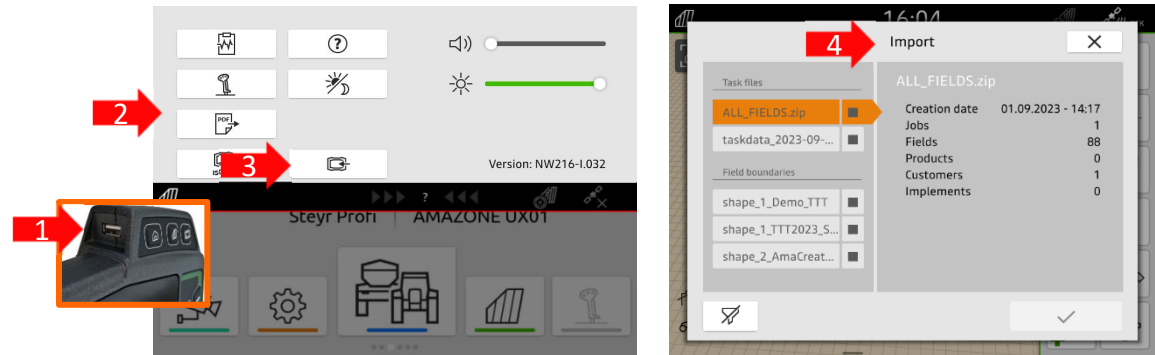 2
3
PDF
Version: NW216-I.032
?
1
Steyr Profi
AMAZONE UX01
16:04
4
Import
Task files
ALL_FIELDS.zip
taskdata_2023-09-...
Field boundaries
shape_1_Demo_TTT
shape_1_TTT2023_S...
shape_2_AmaCreat...
ALL_FIELDS.zip
Creation date 01.09.2023 - 14:17
Jobs 1
Fields 88
Products 0
Customers 1
Implements 0